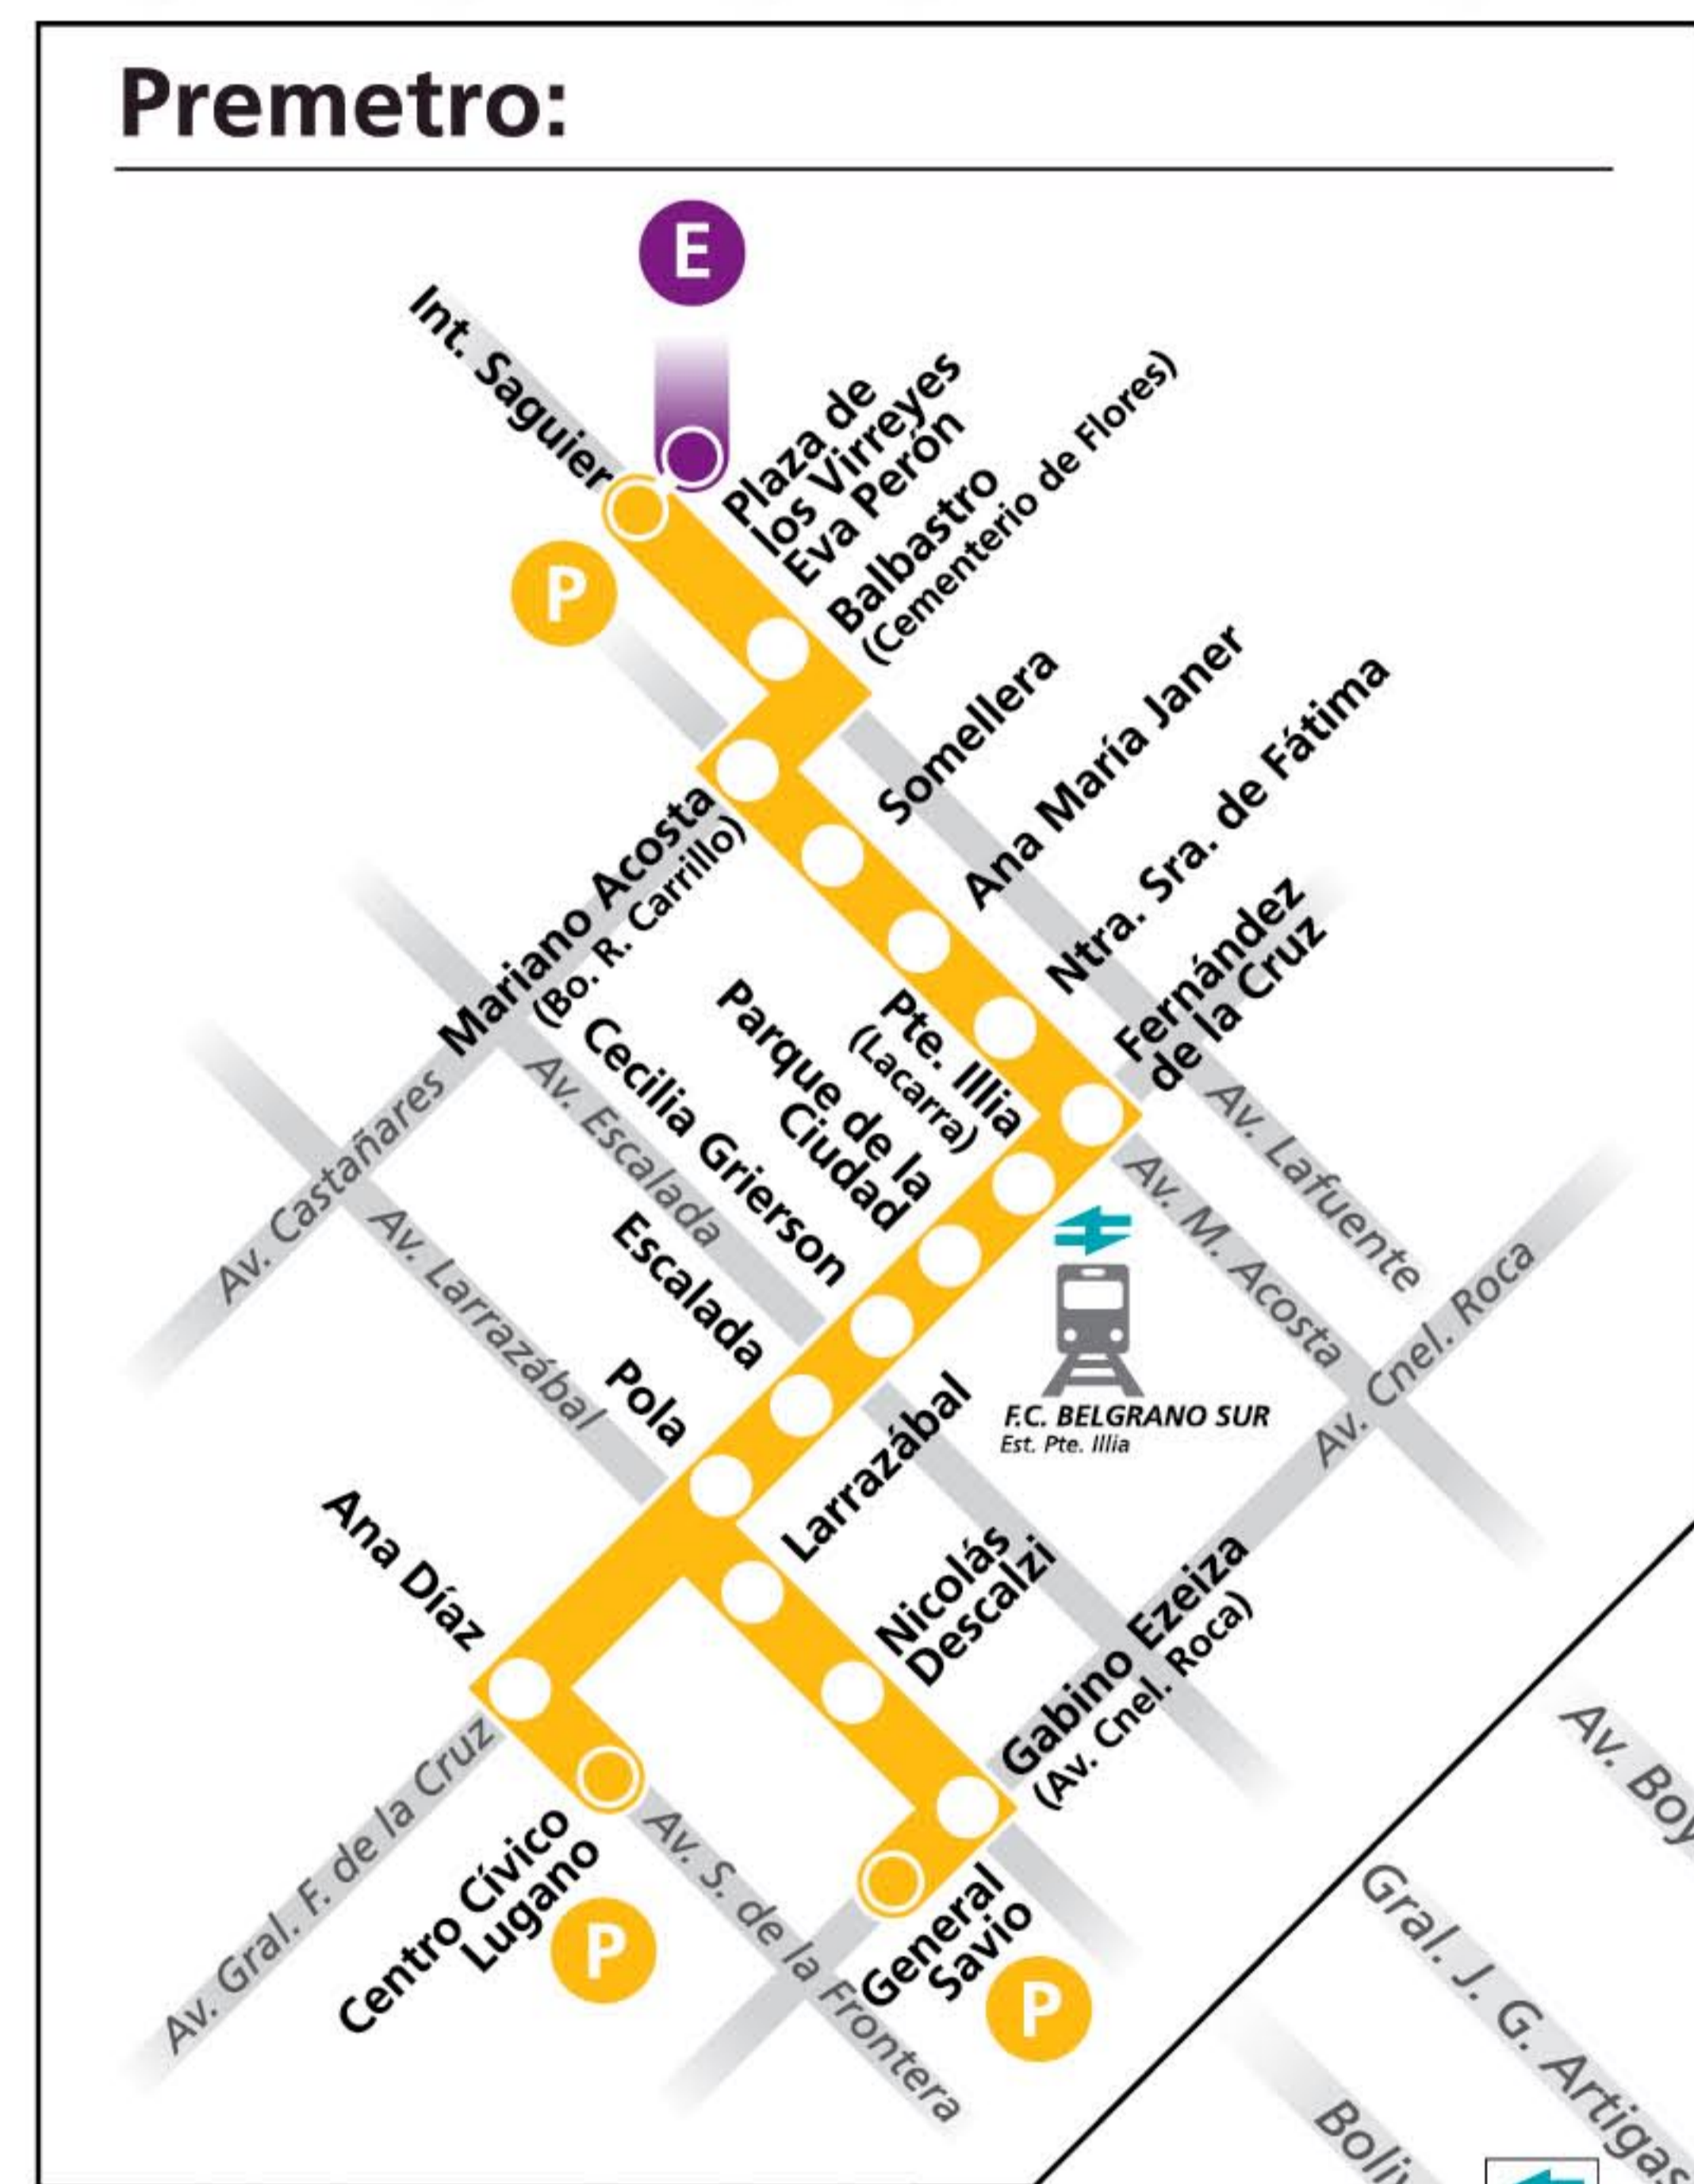 Premetro:
E
Int. Saguier
Plaza de
los Virreyes
Eva Perón
P
Balbastro
(Cementerio de Flores)
Somellera
Ana María Janer
Ntra. Sra. de Fátima
Fernández
de la Cruz
Mariano Acosta
(Bo. R. Carrillo)
Pte. Illia
(Lacarra)
Parque de la
Ciudad
Cecilia Grierson
Av. Escalada
Escalada
Pola
Av. Castañares
Av. Larrazábal
Av. Lafuente
Av. M. Acosta
Av. Cnel. Roca
F.C. BELGRANO SUR
Est. Pte. Illia
Larrazábal
Nicolás
Descalzi
Gabino Ezeiza
(Av. Cnel. Roca)
Ana Díaz
Av. Gral. F. de la Cruz
Centro Cívico
Lugano
P
Av. S. de la Frontera
General
Savio
P
Av. Boy
Gral. J. G. Artigas
Boliv